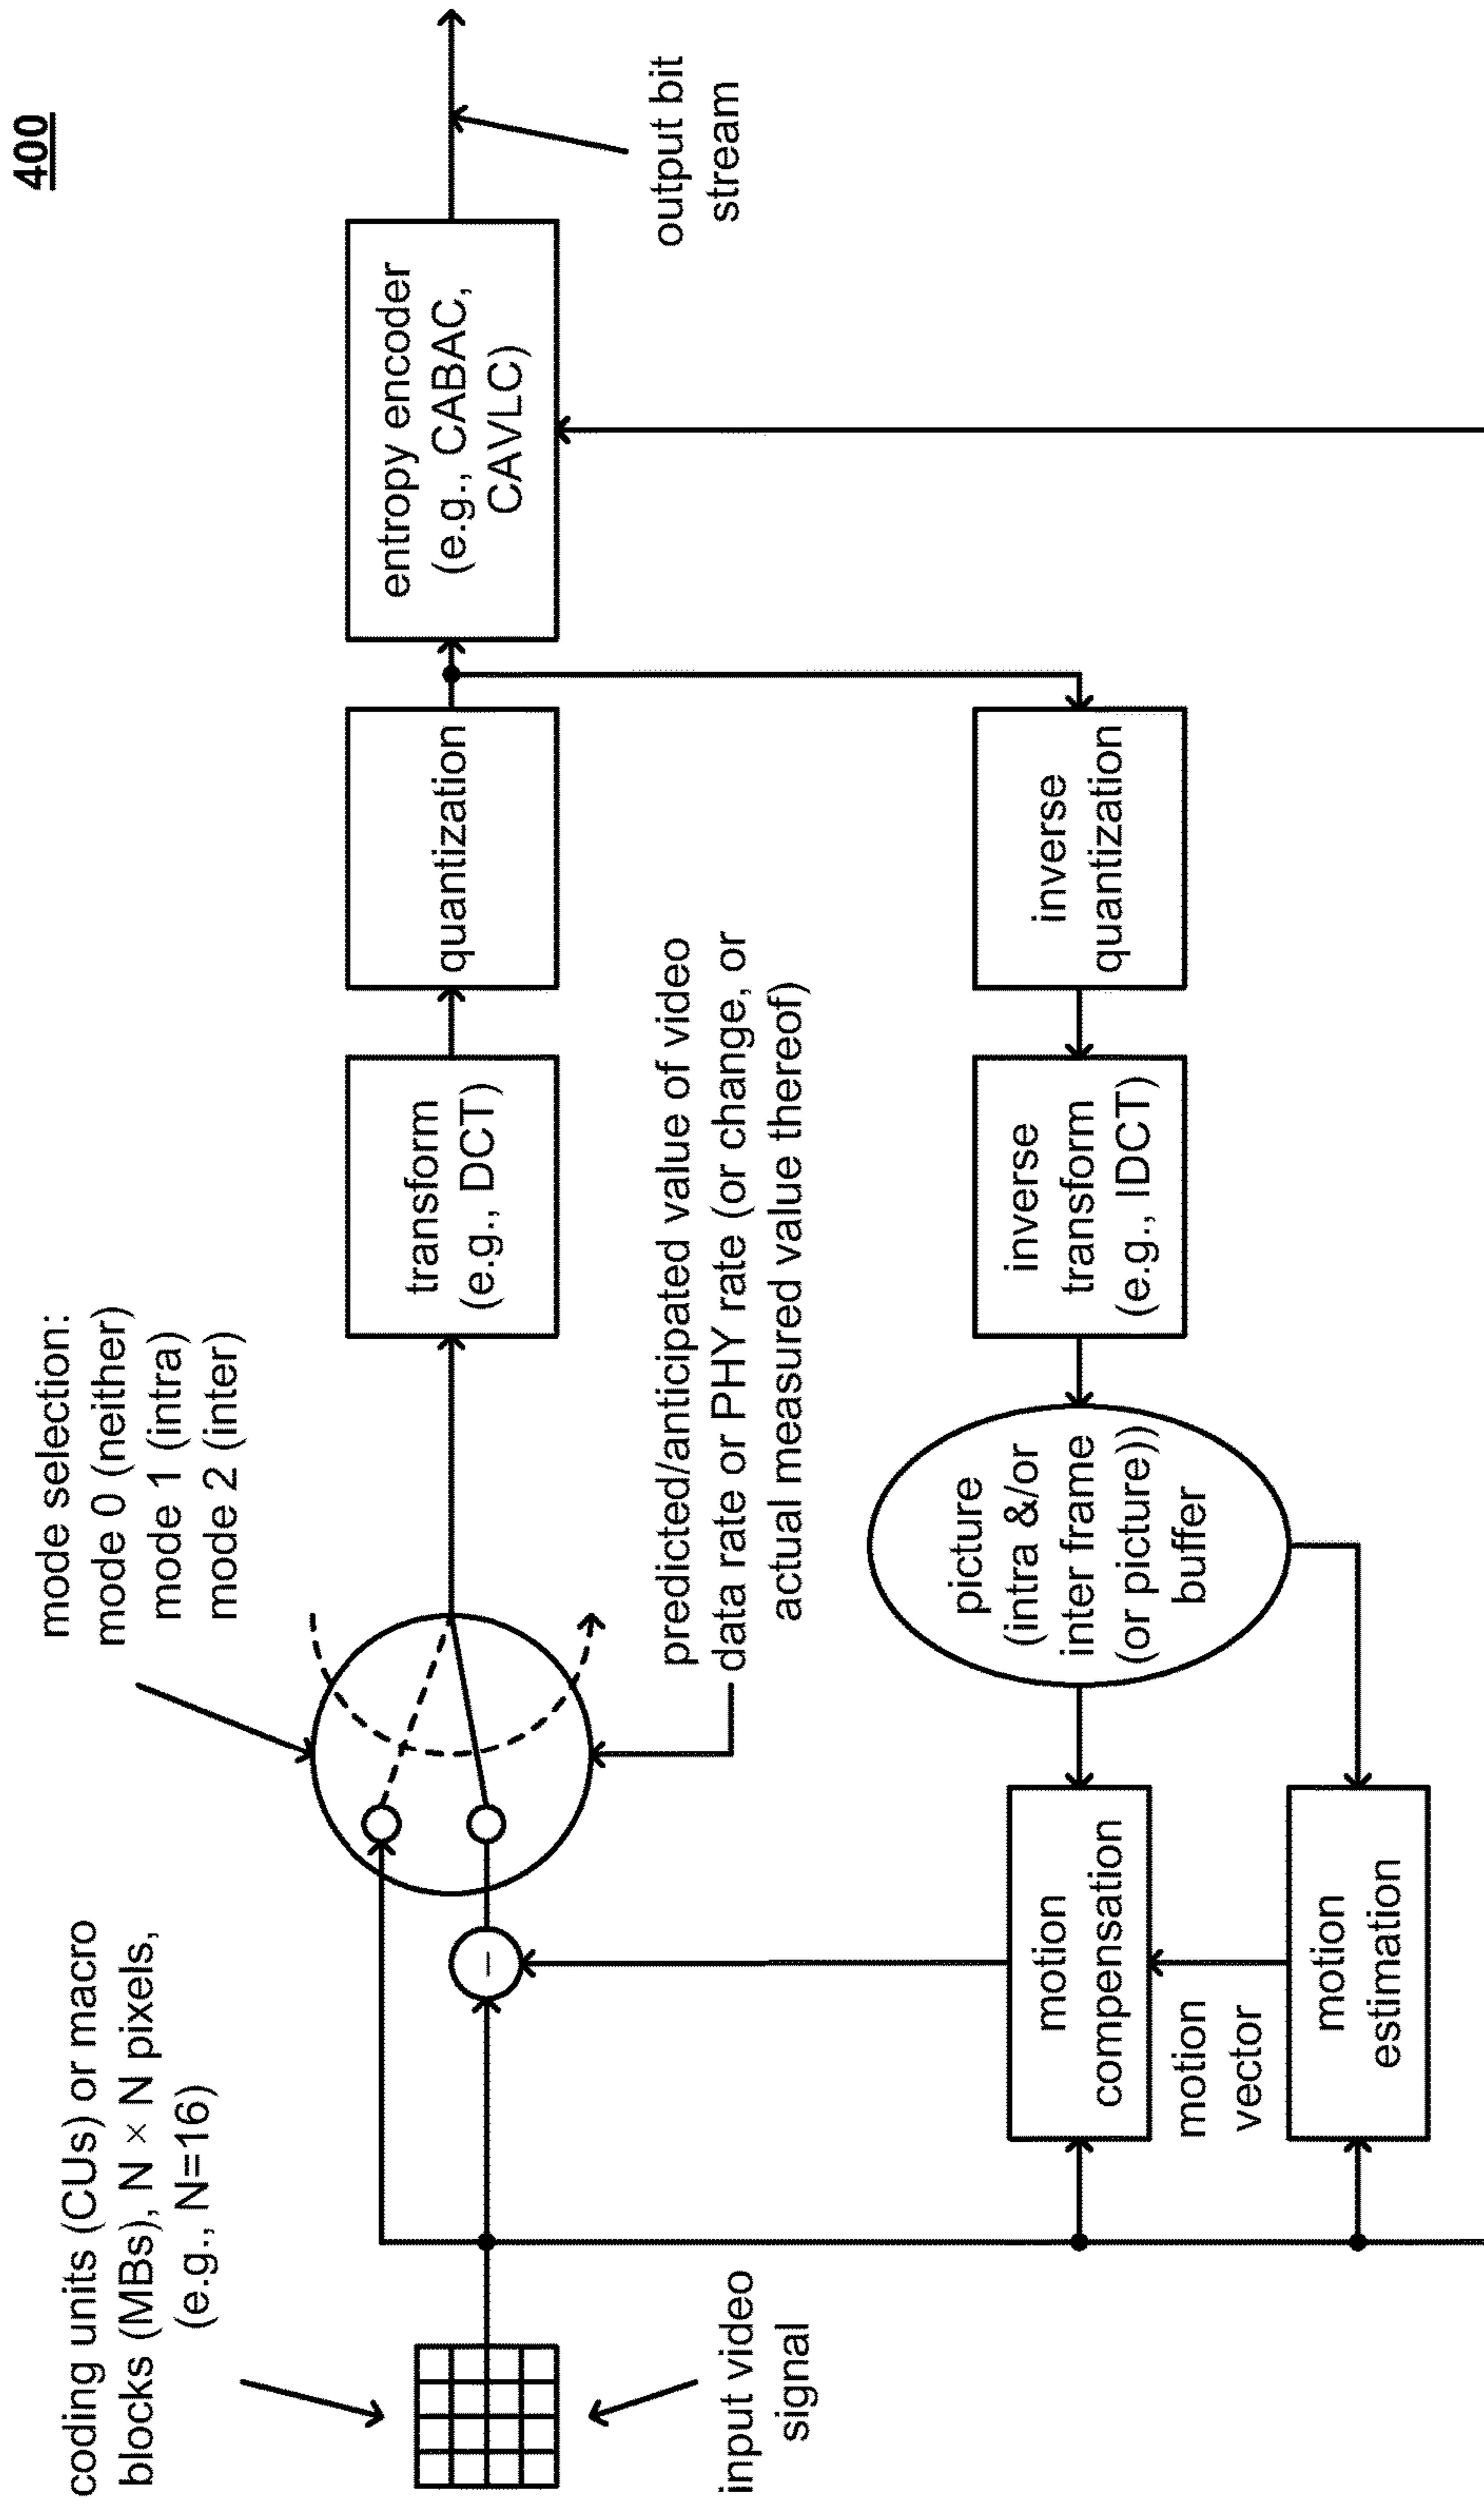 400
coding units (CUs) or macro
blocks (MBs), N × N pixels,
(e.g., N=16)
mode selection:
mode 0 (neither)
mode 1 (intra)
mode 2 (inter)
input video
signal
−
transform
(e.g., DCT)
quantization
entropy encoder
(e.g., CABAC,
CAVLC)
output bit
stream
predicted/anticipated value of video
data rate or PHY rate (or change, or
actual measured value thereof)
motion
compensation
motion
vector
motion
estimation
picture
(intra &/or
inter frame
(or picture))
buffer
inverse
transform
(e.g., IDCT)
inverse
quantization